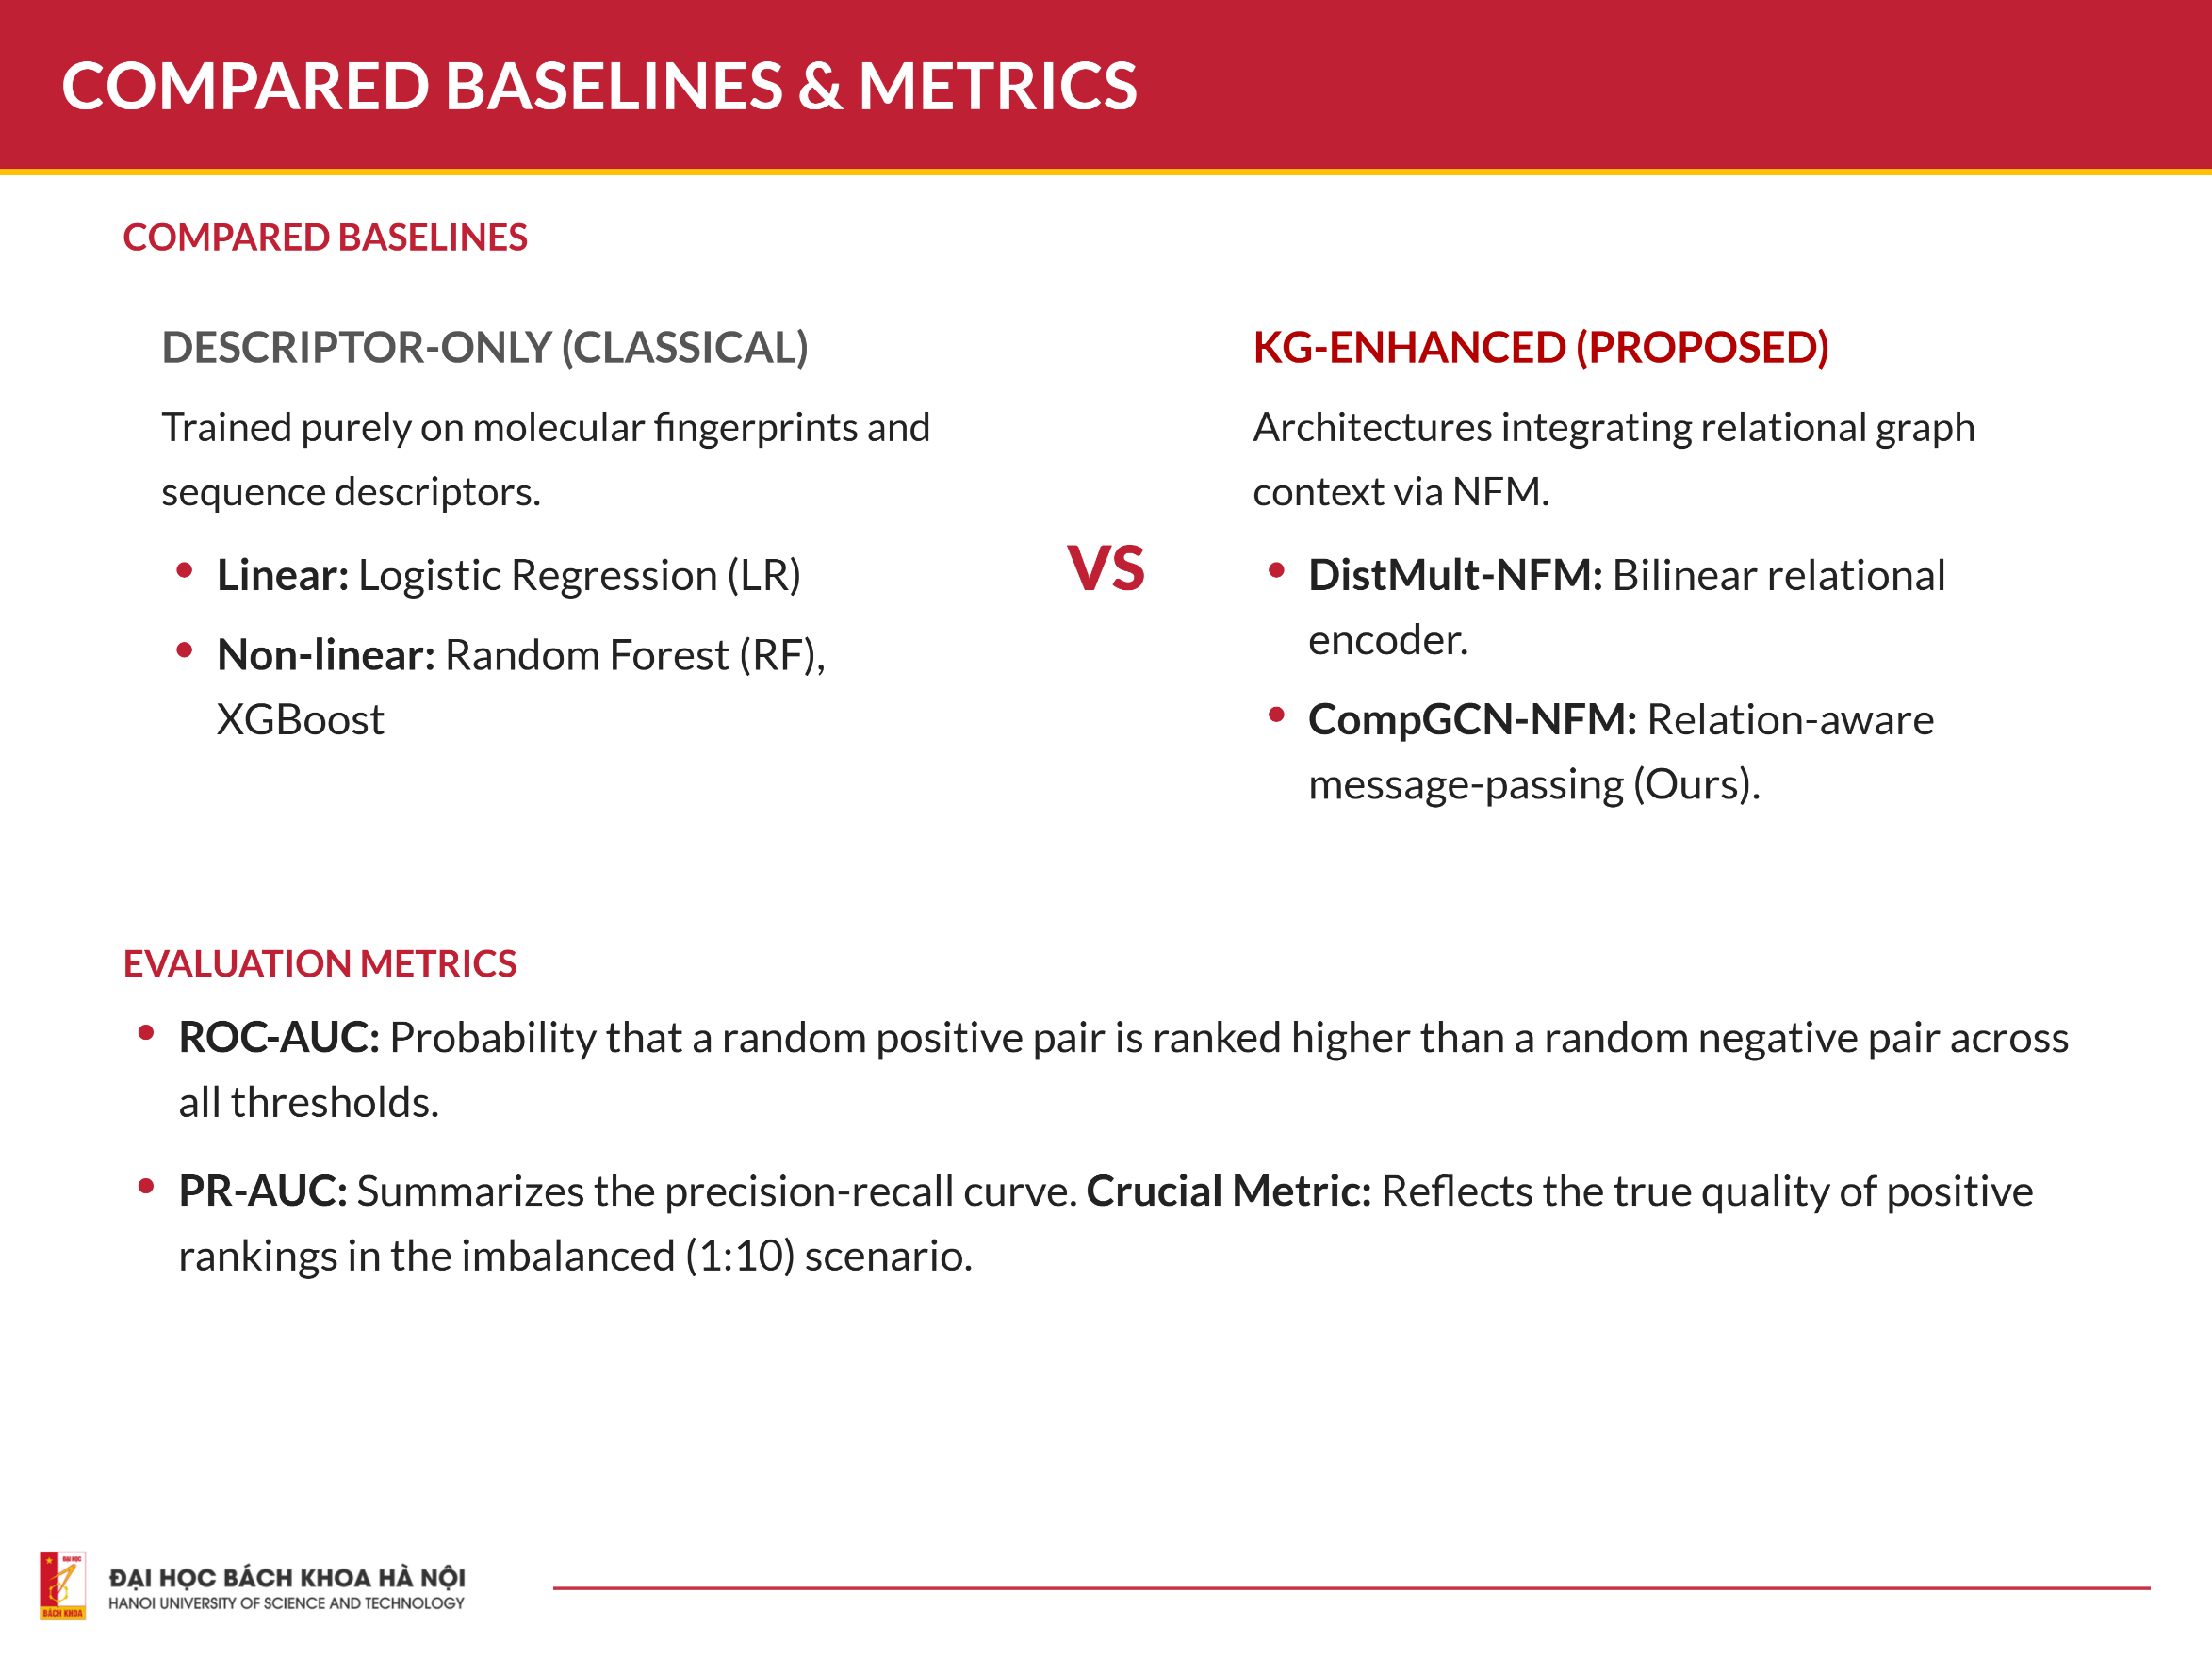 COMPARED BASELINES & METRICS
COMPARED BASELINES
DESCRIPTOR-ONLY (CLASSICAL)
Trained purely on molecular fingerprints and
sequence descriptors.
• Linear: Logistic Regression (LR)
• Non-linear: Random Forest (RF),
XGBoost
VS
KG-ENHANCED (PROPOSED)
Architectures integrating relational graph
context via NFM.
• DistMult-NFM: Bilinear relational
encoder.
• CompGCN-NFM: Relation-aware
message-passing (Ours).
EVALUATION METRICS
• ROC-AUC: Probability that a random positive pair is ranked higher than a random negative pair across
all thresholds.
• PR-AUC: Summarizes the precision-recall curve. Crucial Metric: Reflects the true quality of positive
rankings in the imbalanced (1:10) scenario.
ĐẠI HỌC
BÁCH KHOA
ĐẠI HỌC BÁCH KHOA HÀ NỘI
HANOI UNIVERSITY OF SCIENCE AND TECHNOLOGY